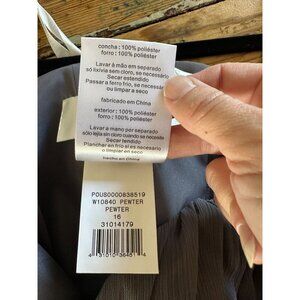 concha : 100% poliéster
forro : 100% poliéster
Lavar à mão em separado
só lixívie sem cloro, se necessário
Secar estendido
Passar a ferro frio, se necessário
ou limpar a seco
fabricado em China
exterior : 100% poliéster
forro : 100% poliéster
Lavar a mano por separado
sólo lejía sin cloro cuando se necesite
Secar tendido
Planchar en frío si es necesario
o limpiar en seco
hecho en China
POUS0000838519
W10840 PEWTER
PEWTER
16
31014179